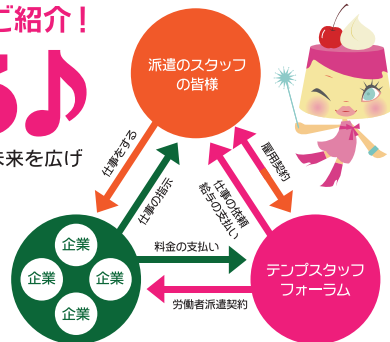 ご紹介！
る♪
未来を広げ
派遣のスタッフ
の皆様
仕事をする
仕事の指示
仕事の依頼
給与の支払い
雇用契約
企業
企業
企業
企業
料金の支払い
労働者派遣契約
テンプスタッフ
フォーラム